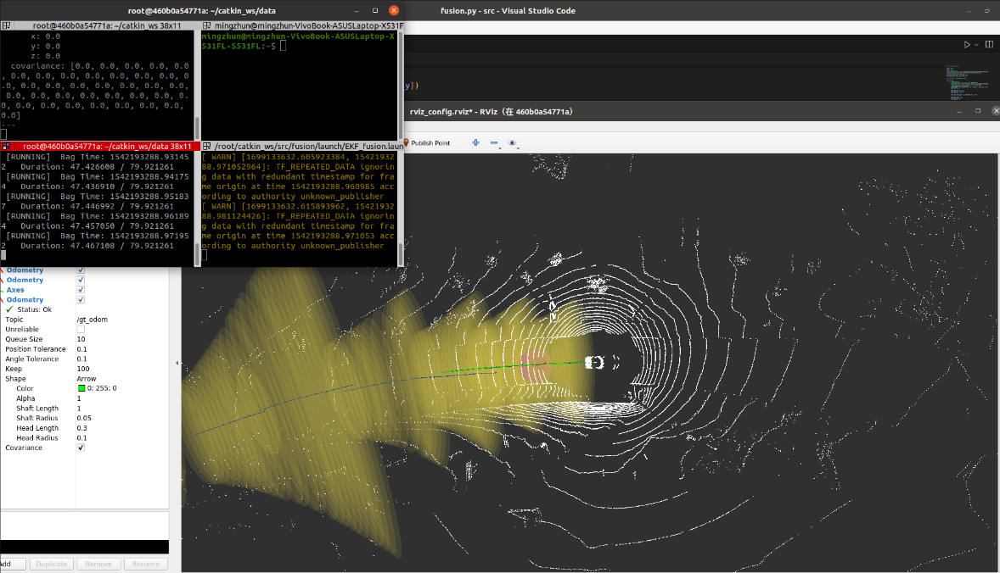 root@460b0a54771a: ~/catkin_ws/data
fusion.py - src - Visual Studio Code
root@460b0a54771a: ~/catkin_ws 38x11
mingzhun@mingzhun-VivoBook-ASUSLaptop-X531F
x: 0.0
y: 0.0
z: 0.0
covariance: [0.0, 0.0, 0.0, 0.0, 0.0
, 0.0, 0.0, 0.0, 0.0, 0.0, 0.0, 0.0, 0
.0, 0.0, 0.0, 0.0, 0.0, 0.0, 0.0, 0.0,
0.0, 0.0, 0.0, 0.0, 0.0, 0.0, 0.0, 0.
0, 0.0, 0.0, 0.0, 0.0, 0.0, 0.0, 0.0,
0.0]
---
mingzhun@mingzhun-VivoBook-ASUSLaptop-X
531FL-S531FL:~$
y])
rviz_config.rviz* - RViz（在 460b0a54771a）
Publish Point
root@460b0a54771a: ~/catkin_ws/data 38x11
[RUNNING] Bag Time: 1542193288.93145
2 Duration: 47.426608 / 79.921261
[RUNNING] Bag Time: 1542193288.94175
4 Duration: 47.436910 / 79.921261
[RUNNING] Bag Time: 1542193288.95183
7 Duration: 47.446992 / 79.921261
[RUNNING] Bag Time: 1542193288.96189
4 Duration: 47.457050 / 79.921261
[RUNNING] Bag Time: 1542193288.97195
2 Duration: 47.467108 / 79.921261
/root/catkin_ws/src/fusion/launch/EKF_fusion.laun
[ WARN] [1699133632.605923384, 15421932
88.971052964]: TF_REPEATED_DATA ignorin
g data with redundant timestamp for fra
me origin at time 1542193288.960985 acc
ording to authority unknown_publisher
[ WARN] [1699133632.615893962, 15421932
88.981124426]: TF_REPEATED_DATA ignorin
g data with redundant timestamp for fra
me origin at time 1542193288.971053 acc
ording to authority unknown_publisher
Odometry
Odometry
Axes
Odometry
Status: Ok
Topic /gt_odom
Unreliable
Queue Size 10
Position Tolerance 0.1
Angle Tolerance 0.1
Keep 100
Shape Arrow
Color 0; 255; 0
Alpha 1
Shaft Length 1
Shaft Radius 0.05
Head Length 0.3
Head Radius 0.1
Covariance
Add Duplicate Remove Rename